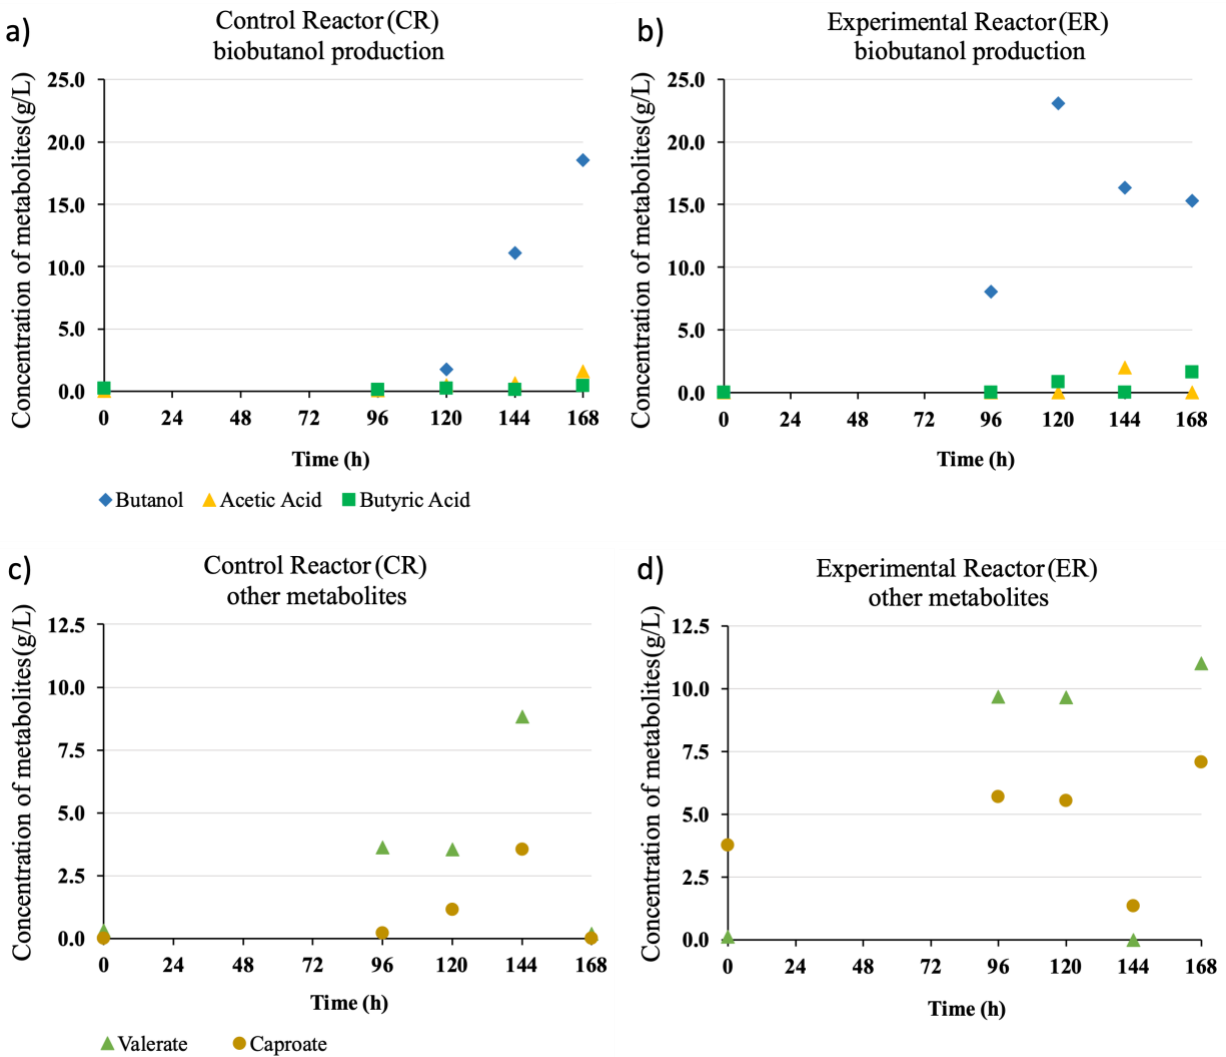 a)
Control Reactor (CR)
biobutanol production
Concentration of metabolites(g/L)
25.0
20.0
15.0
10.0
5.0
0.0
0 24 48 72 96 120 144 168
Time (h)
Butanol Acetic Acid Butyric Acid
b)
Experimental Reactor (ER)
biobutanol production
Concentration of metabolites(g/L)
25.0
20.0
15.0
10.0
5.0
0.0
0 24 48 72 96 120 144 168
Time (h)
c)
Control Reactor (CR)
other metabolites
Concentration of metabolites(g/L)
12.5
10.0
7.5
5.0
2.5
0.0
0 24 48 72 96 120 144 168
Time (h)
Valerate Caproate
d)
Experimental Reactor (ER)
other metabolites
Concentration of metabolites(g/L)
12.5
10.0
7.5
5.0
2.5
0.0
0 24 48 72 96 120 144 168
Time (h)